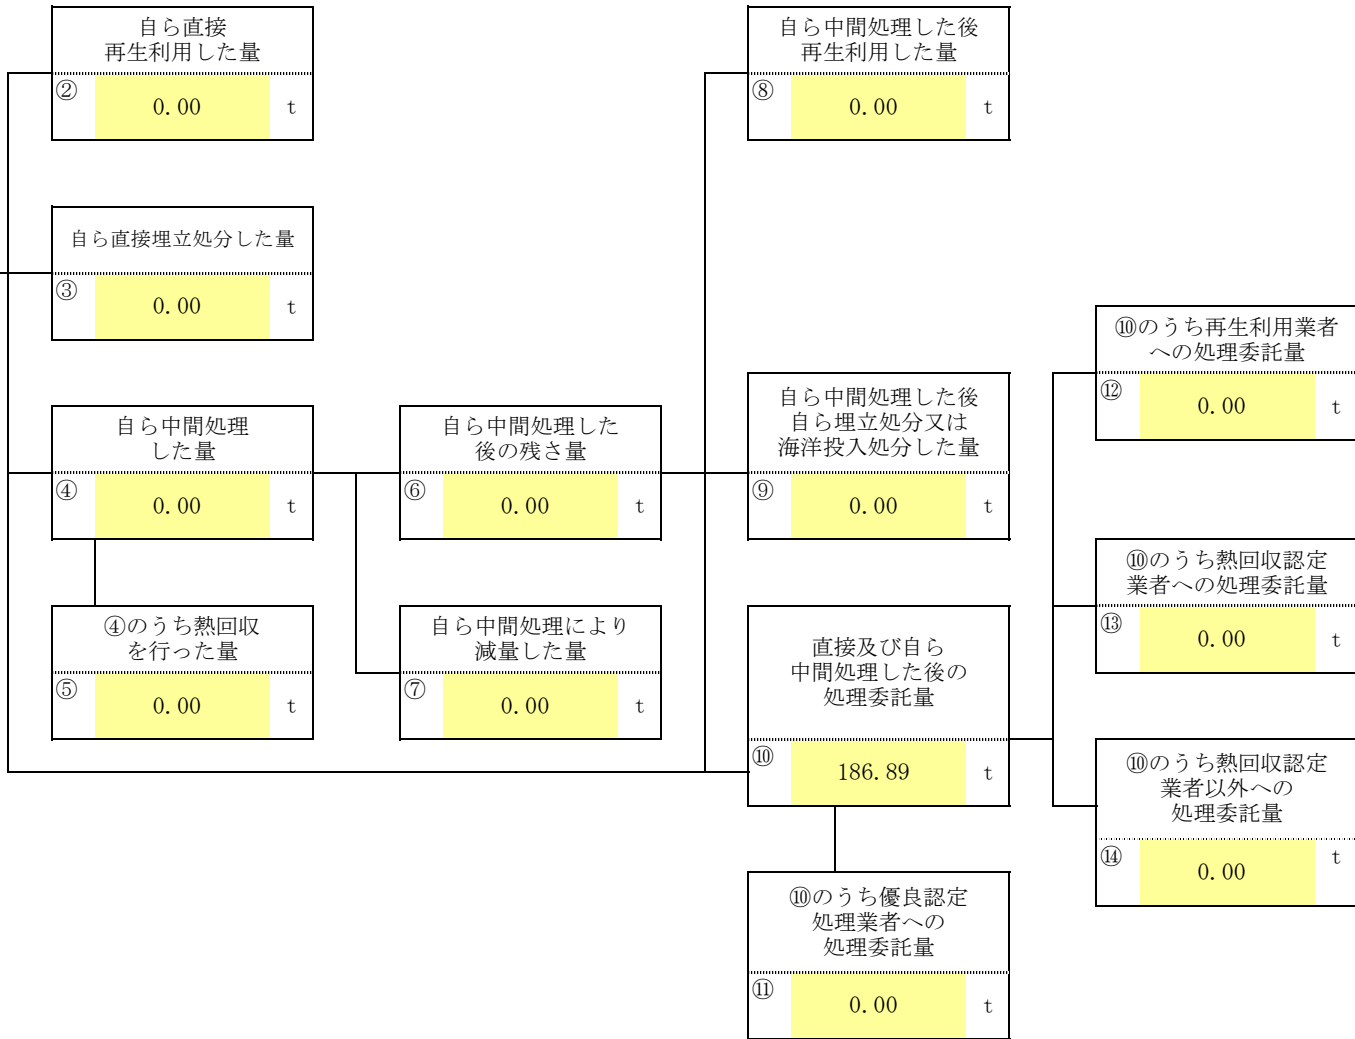 自ら直接
再生利用した量
② 0.00 t
自ら直接埋立処分した量
③ 0.00 t
自ら中間処理
した量
④ 0.00 t
④のうち熱回収
を行った量
⑤ 0.00 t
自ら中間処理した
後の残さ量
⑥ 0.00 t
自ら中間処理により
減量した量
⑦ 0.00 t
自ら中間処理した後
再生利用した量
⑧ 0.00 t
自ら中間処理した後
自ら埋立処分又は
海洋投入処分した量
⑨ 0.00 t
直接及び自ら
中間処理した後の
処理委託量
⑩ 186.89 t
⑩のうち優良認定
処理業者への
処理委託量
⑪ 0.00 t
⑩のうち再生利用業者
への処理委託量
⑫ 0.00 t
⑩のうち熱回収認定
業者への処理委託量
⑬ 0.00 t
⑩のうち熱回収認定
業者以外への
処理委託量
⑭ 0.00 t